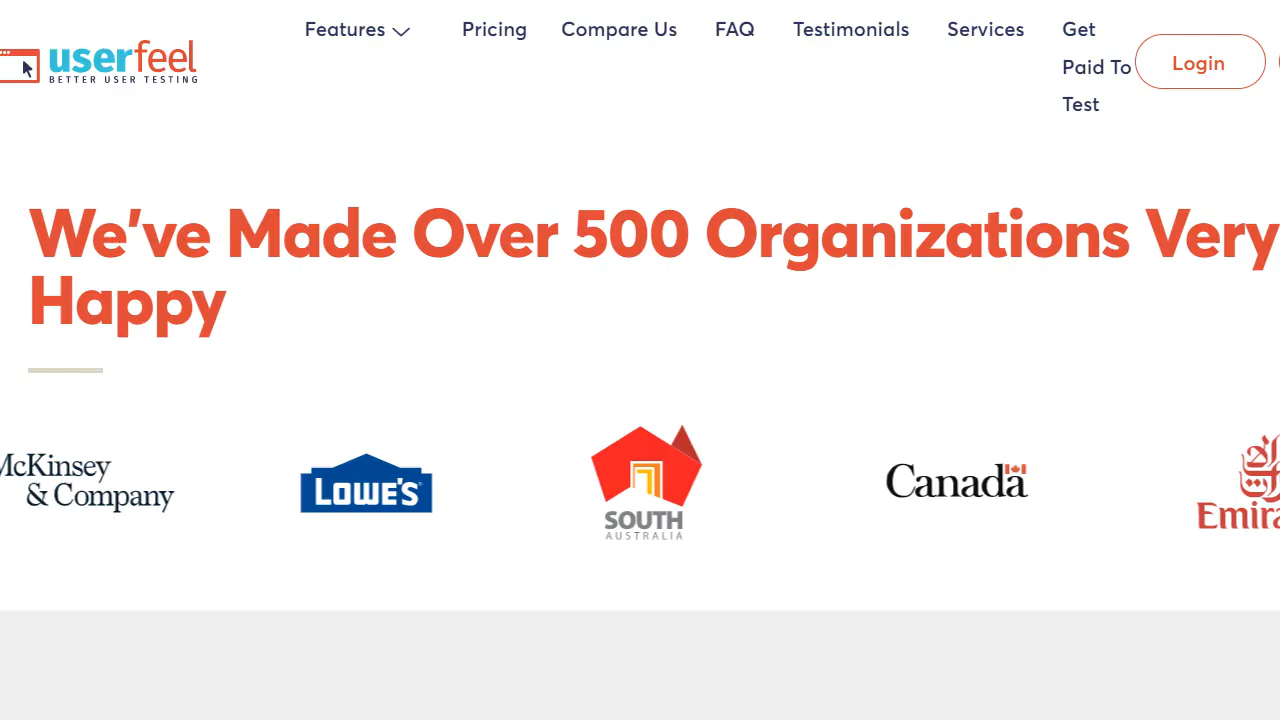 userfeel
BETTER USER TESTING
Features
Pricing
Compare Us
FAQ
Testimonials
Services
Get
Paid To
Test
Login
We've Made Over 500 Organizations Very
Happy
McKinsey
& Company
LOWE'S
SOUTH
AUSTRALIA
Canada